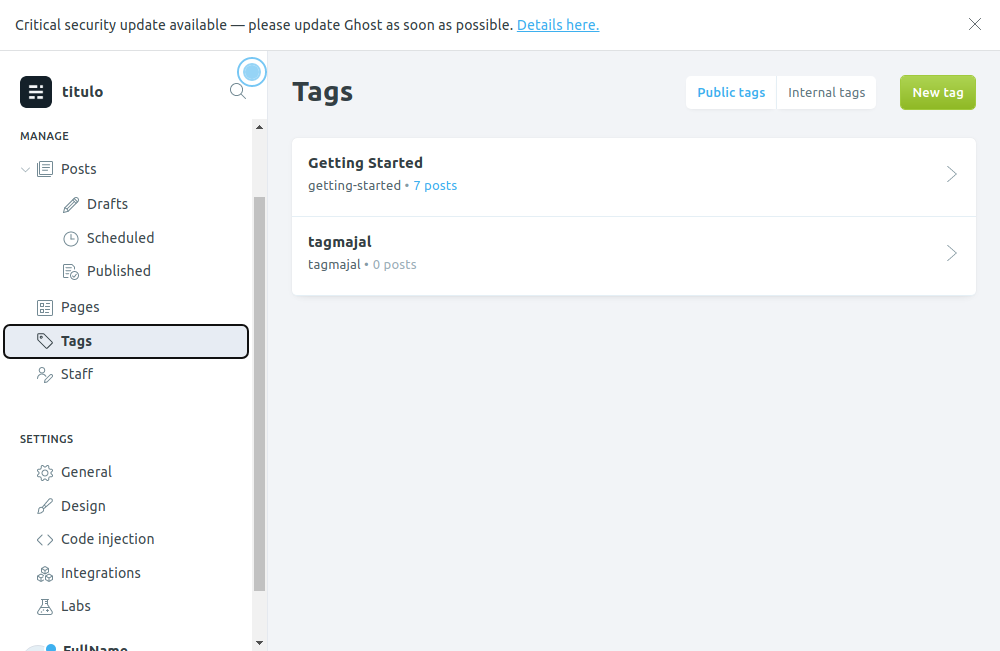 Critical security update available — please update Ghost as soon as possible. Details here.
titulo
MANAGE
Posts
Drafts
Scheduled
Published
Pages
Tags
Staff
SETTINGS
General
Design
Code injection
Integrations
Labs
FullName
Tags
Public tags
Internal tags
New tag
Getting Started
getting-started • 7 posts
tagmajal
tagmajal • 0 posts